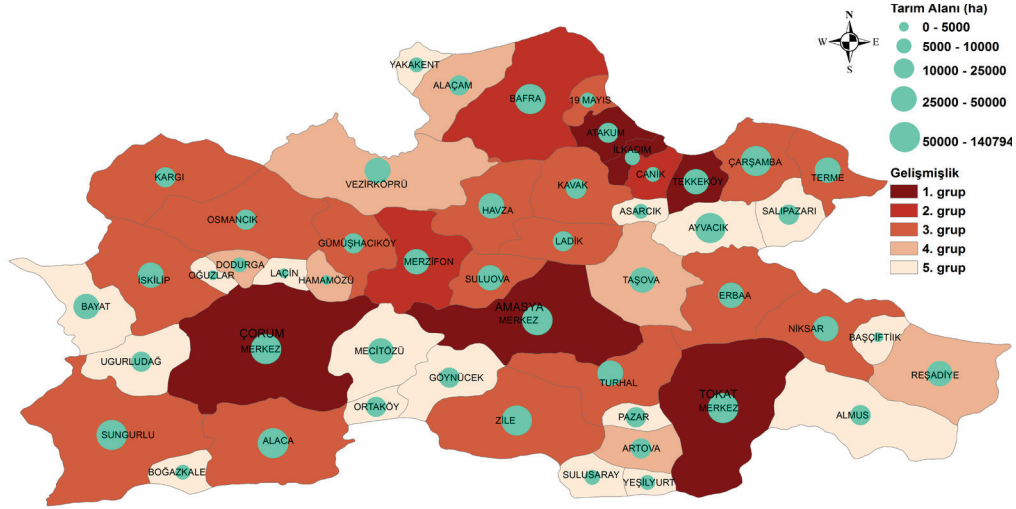 Tarım Alanı (ha)
0 - 5000
5000 - 10000
10000 - 25000
25000 - 50000
50000 - 140794
Gelişmişlik
1. grup
2. grup
3. grup
4. grup
5. grup
N
W
E
S
YAKAKENT
ALAÇAM
BAFRA
19 MAYIS
ATAKUM
İLKADIM
CANİK
TEKKEKÖY
ÇARŞAMBA
TERME
KARGI
VEZİRKÖPRÜ
KAVAK
ASARCIK
SALIPAZARI
AYVACIK
OSMANCIK
HAVZA
GÜMÜŞHACIKÖY
LADİK
MERZİFON
DODURGA
OĞUZLAR
LAÇİN
HAMAMÖZÜ
İSKİLİP
SULUOVA
TAŞOVA
ERBAA
BAYAT
AMASYA
MERKEZ
NİKSAR
BAŞÇİFTİİK
ÇORUM
MERKEZ
MECİTÖZÜ
UGURLUDAĞ
GÖYNÜCEK
TURHAL
REŞADİYE
TOKAT
MERKEZ
ORTAKÖY
ZİLE
PAZAR
ALMUS
SUNGURLU
ALACA
ARTOVA
BOĞAZKALE
SULUSARAY
YEŞİLYURT